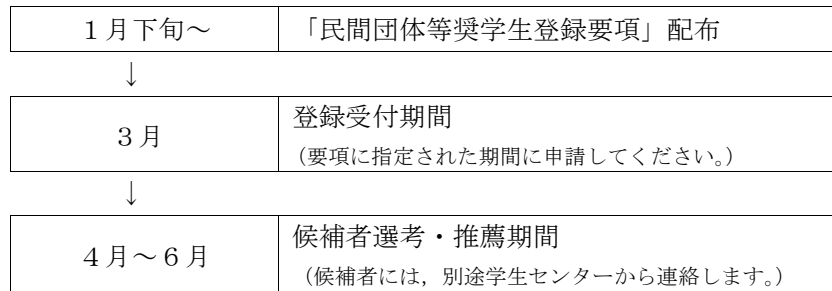 １月下旬～ 「民間団体等奨学生登録要項」配布
↓
３月 登録受付期間
（要項に指定された期間に申請してください。）
↓
４月～６月 候補者選考・推薦期間
（候補者には，別途学生センターから連絡します。）